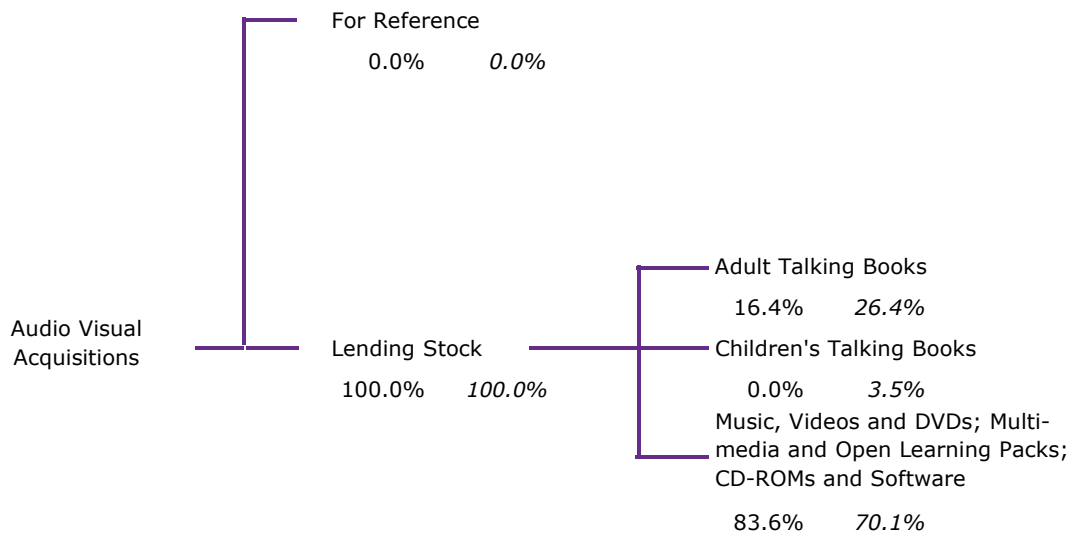 For Reference
0.0% 0.0%
Adult Talking Books
16.4% 26.4%
Audio Visual
Acquisitions
Lending Stock
100.0% 100.0%
Children's Talking Books
0.0% 3.5%
Music, Videos and DVDs; Multi-
media and Open Learning Packs;
CD-ROMs and Software
83.6% 70.1%